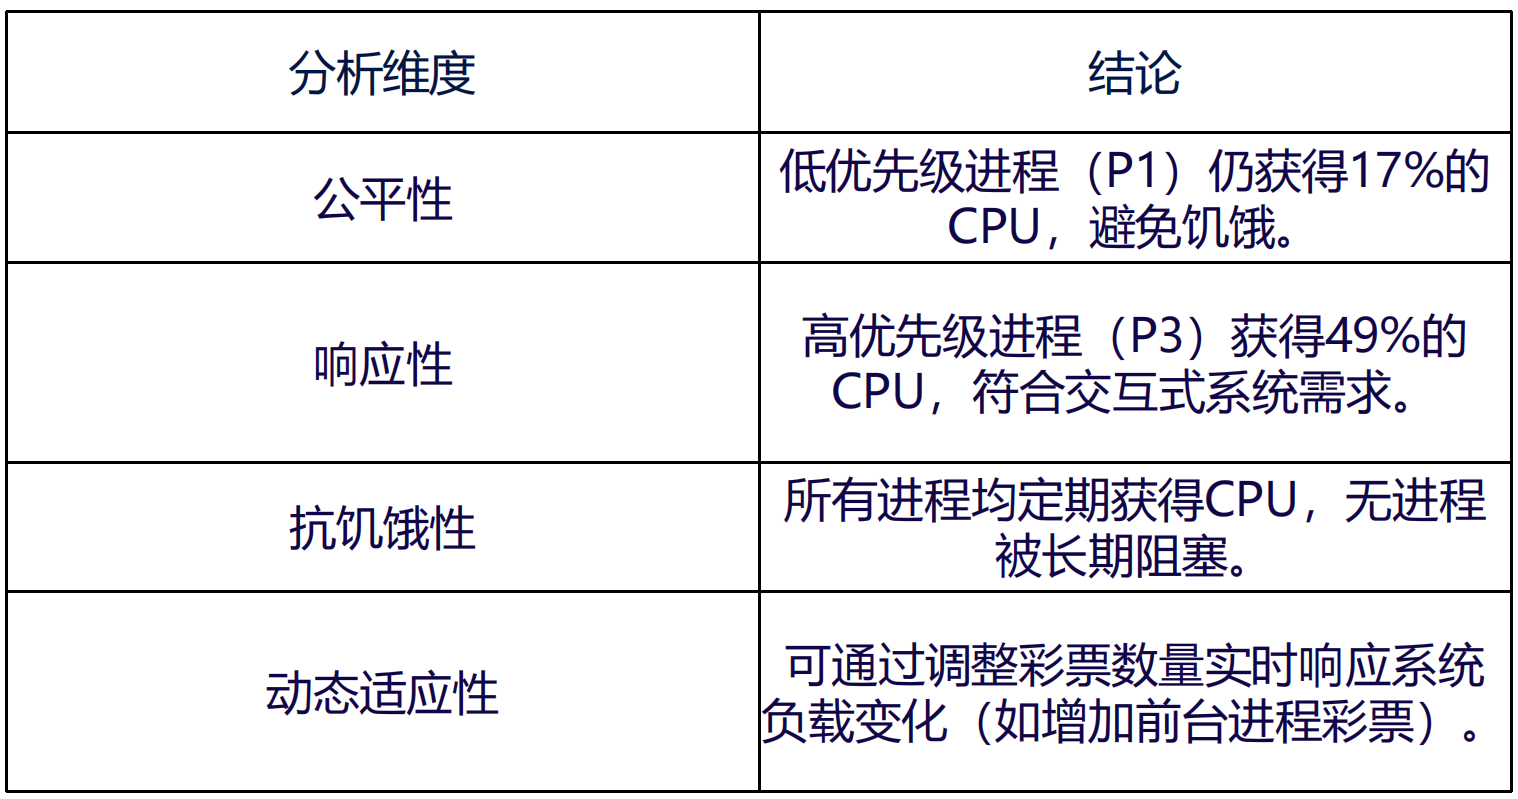 分析维度
结论
公平性
低优先级进程（P1）仍获得17%的
CPU，避免饥饿。
响应性
高优先级进程（P3）获得49%的
CPU，符合交互式系统需求。
抗饥饿性
所有进程均定期获得CPU，无进程
被长期阻塞。
动态适应性
可通过调整彩票数量实时响应系统
负载变化（如增加前台进程彩票）。